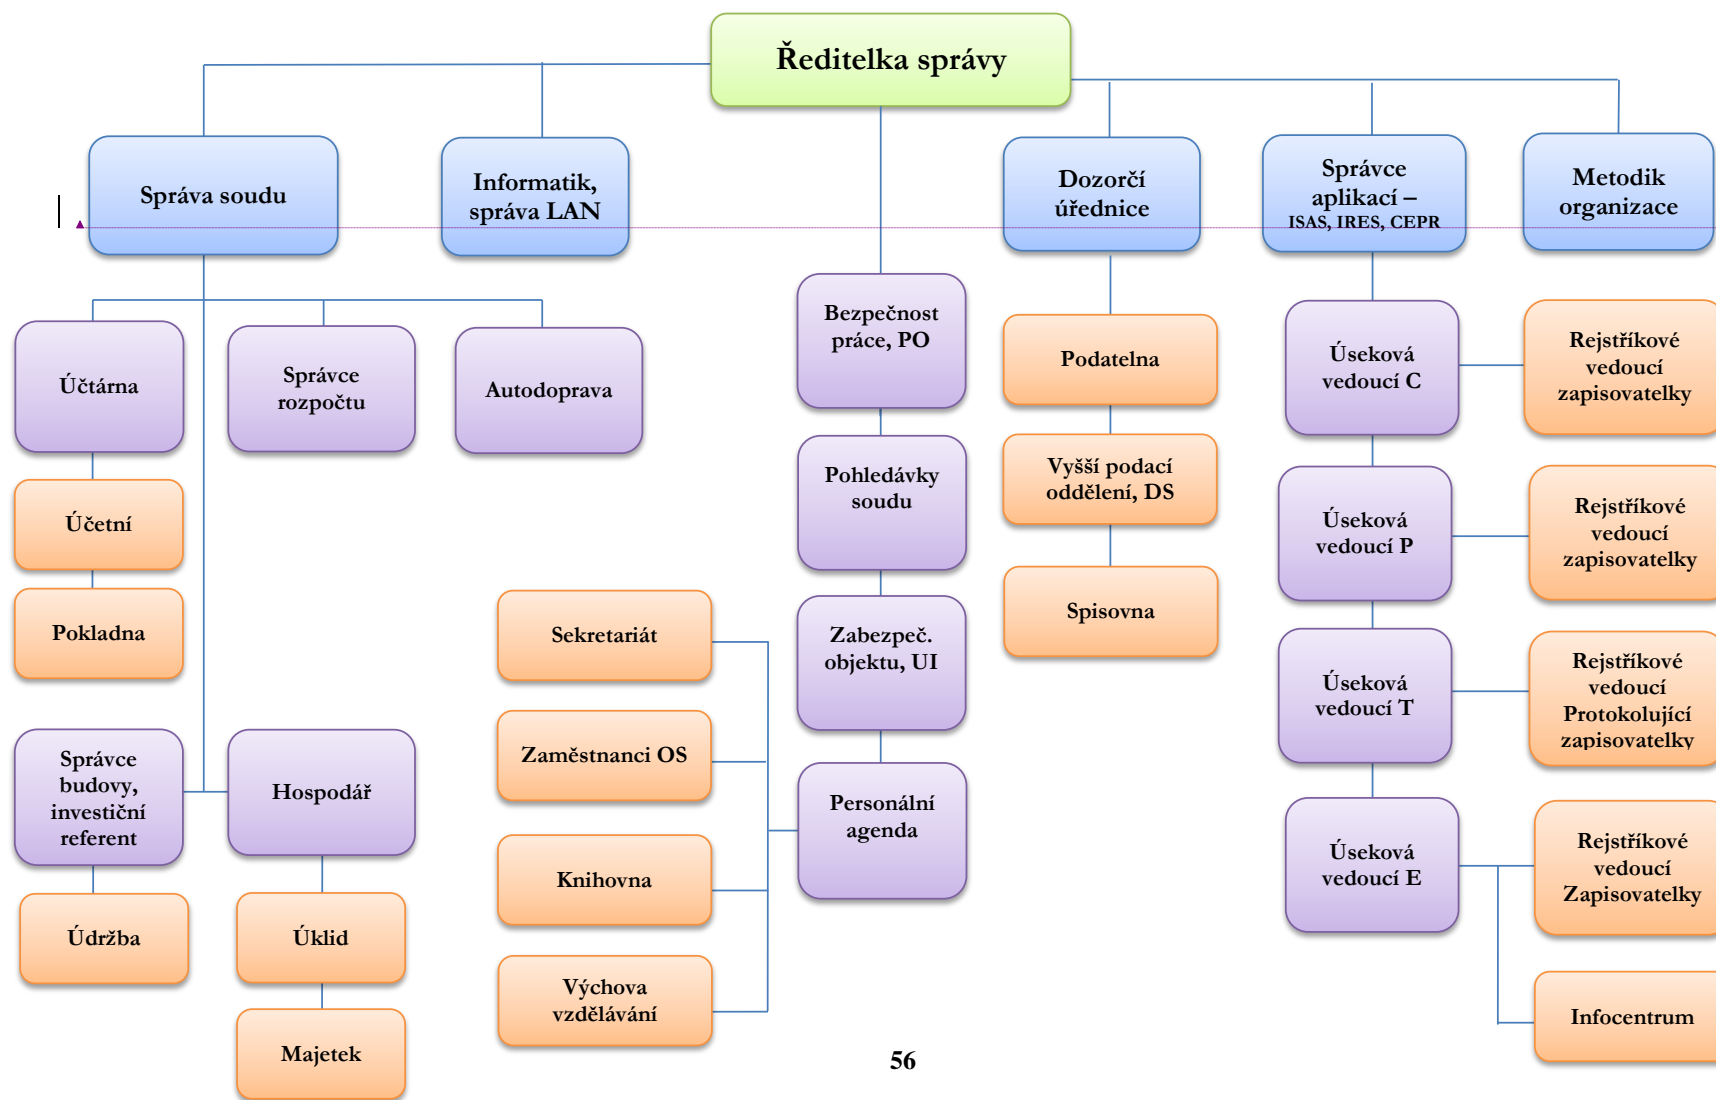 Ředitelka správy
Správa soudu
Informatik,
správa LAN
Dozorčí
úřednice
Správce
aplikací –
ISAS, IRES, CEPR
Metodik
organizace
Účtárna
Správce
rozpočtu
Autodoprava
Účetní
Pokladna
Správce
budovy,
investiční
referent
Hospodář
Údržba
Úklid
Majetek
Bezpečnost
práce, PO
Pohledávky
soudu
Zabezpeč.
objektu, UI
Personální
agenda
Sekretariát
Zaměstnanci OS
Knihovna
Výchova
vzdělávání
Podatelna
Vyšší podací
oddělení, DS
Spisovna
Úseková
vedoucí C
Rejstříkové
vedoucí
zapisovatelky
Úseková
vedoucí P
Rejstříkové
vedoucí
zapisovatelky
Úseková
vedoucí T
Rejstříkové
vedoucí
Protokolující
zapisovatelky
Úseková
vedoucí E
Rejstříkové
vedoucí
Zapisovatelky
Infocentrum
56